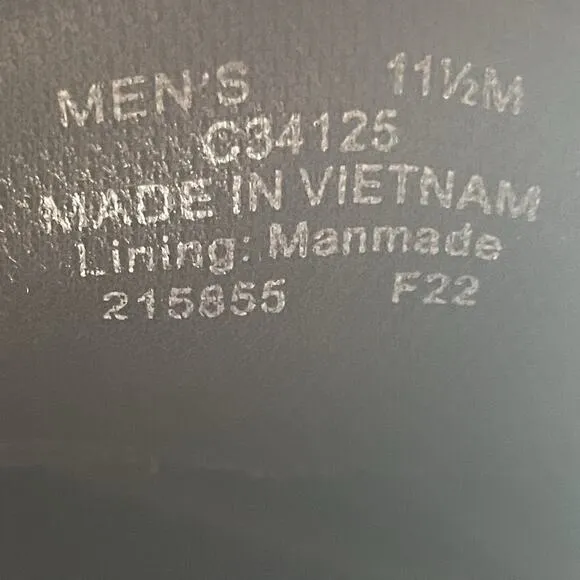 MEN'S 11½M
C34125
MADE IN VIETNAM
Lining: Manmade
215855 F22